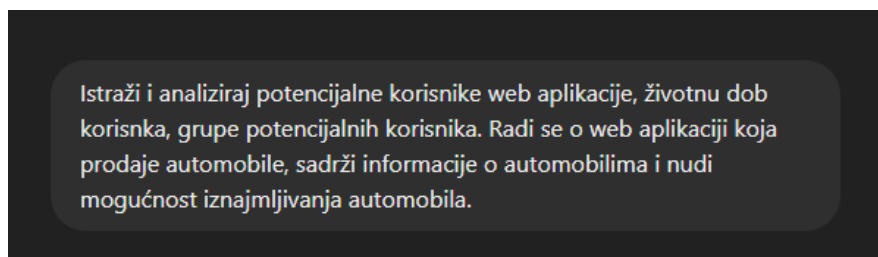 Istraži i analiziraj potencijalne korisnike web aplikacije, životnu dob
korisnka, grupe potencijalnih korisnika. Radi se o web aplikaciji koja
prodaje automobile, sadrži informacije o automobilima i nudi
mogućnost iznajmljivanja automobila.